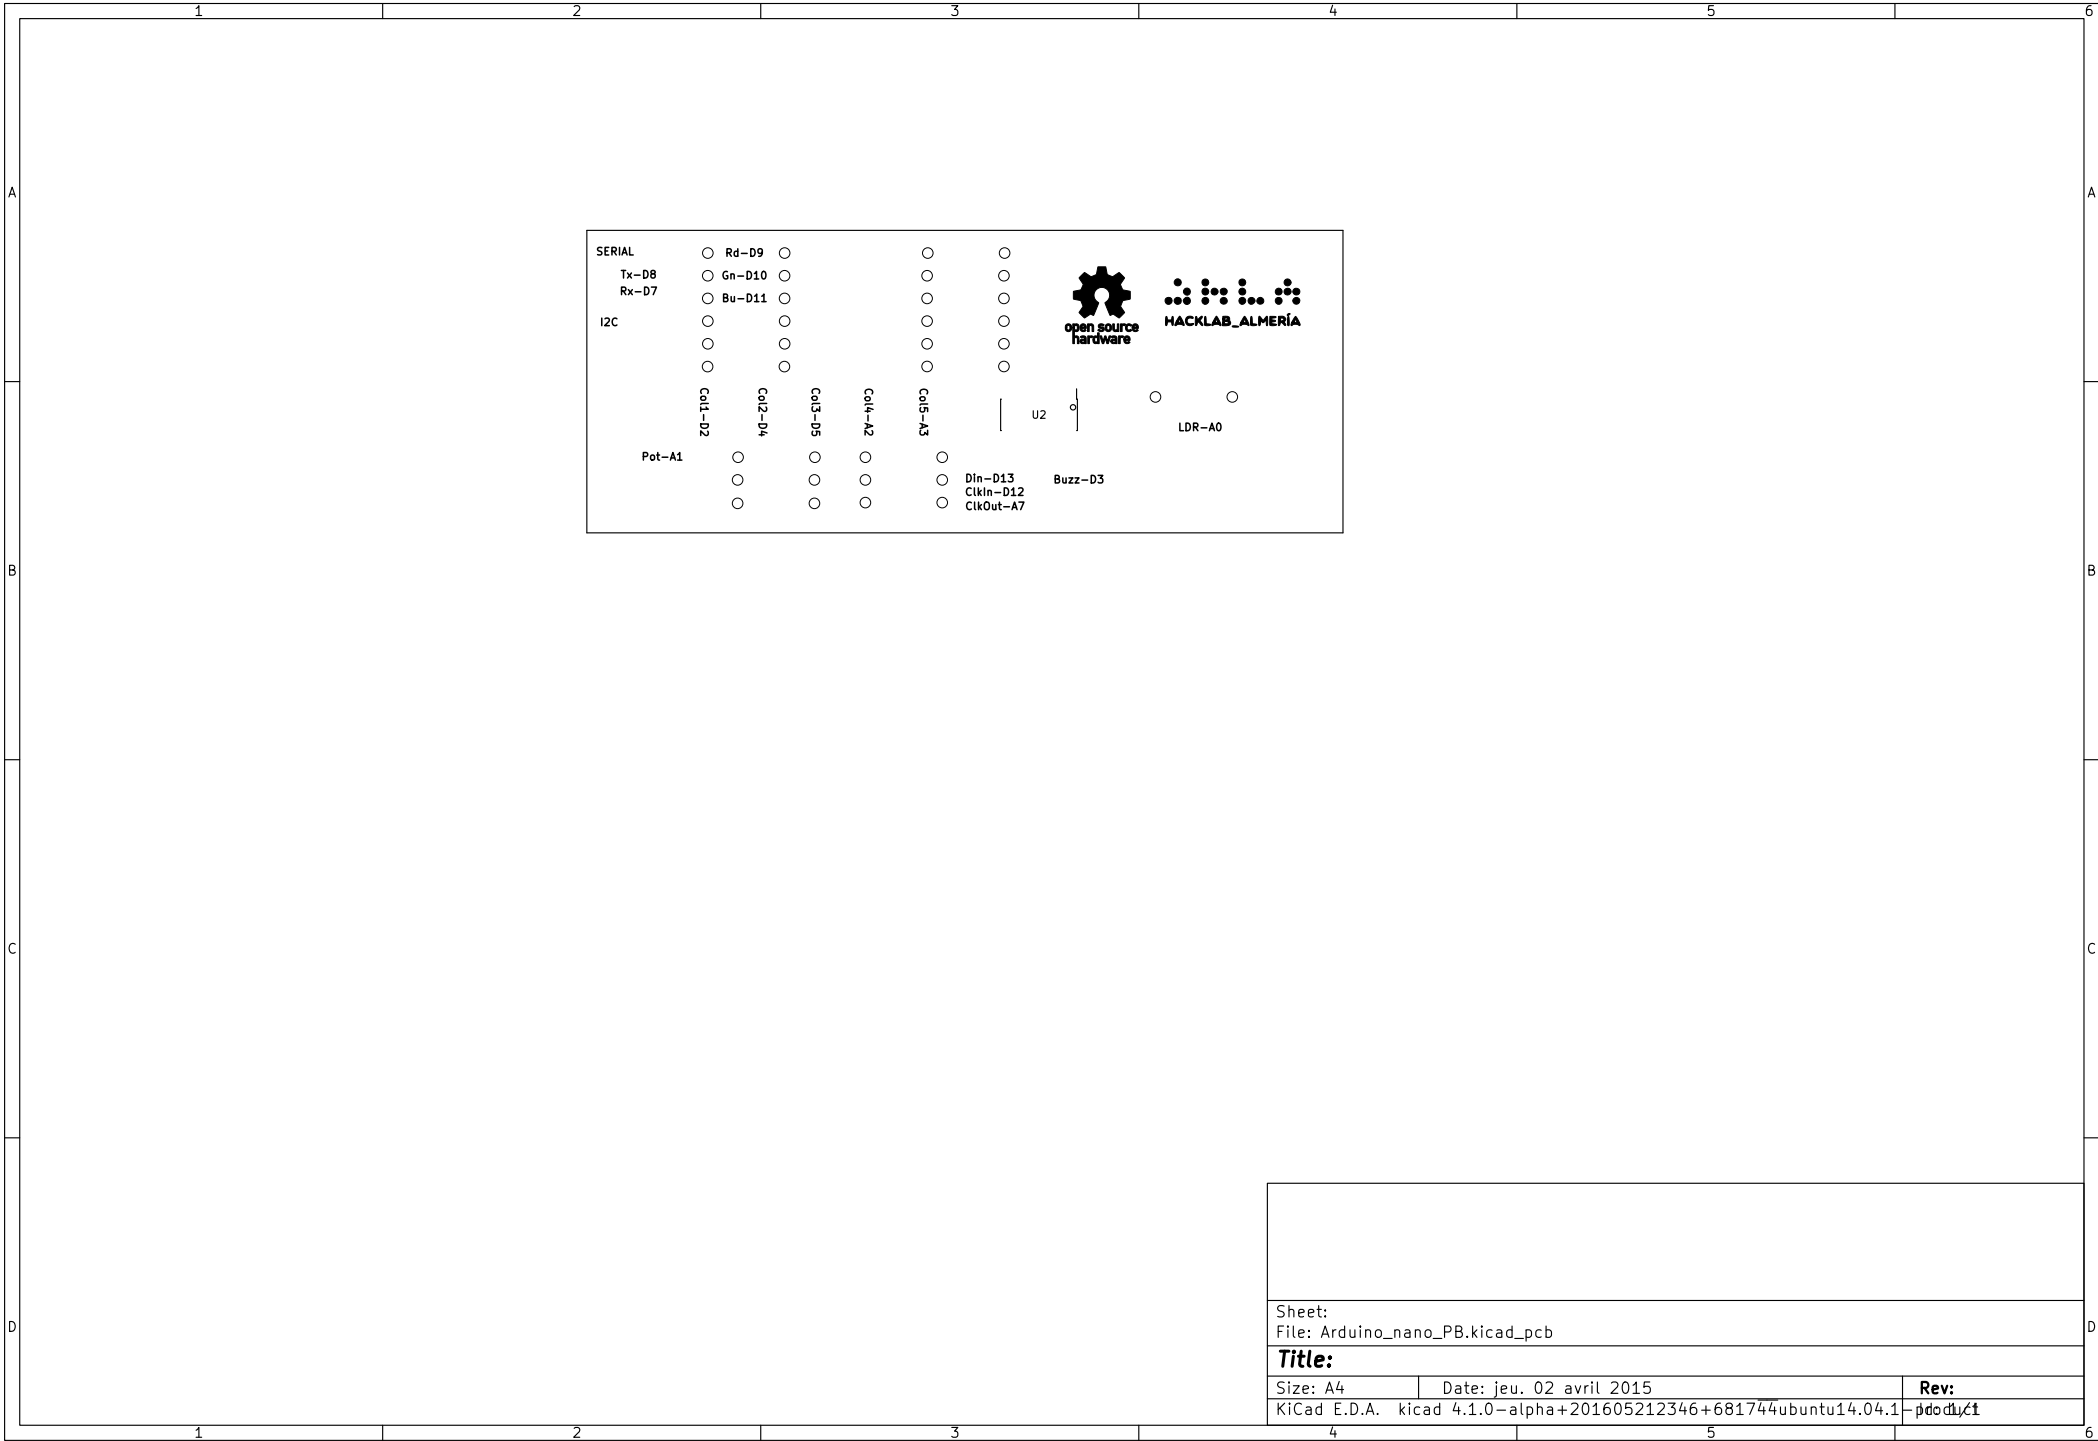 1 2 3 4 5 6
A A
SERIAL
Rd-D9
Tx-D8
Gn-D10
Rx-D7
Bu-D11
I2C
open source
hardware
HACKLAB_ALMERÍA
Col1-D2
Col2-D4
Col3-D5
Col4-A2
Col5-A3
U2
LDR-A0
Pot-A1
Din-D13
ClkIn-D12
ClkOut-A7
Buzz-D3
B B
C C
D D
Sheet:
File: Arduino_nano_PB.kicad_pcb
Title:
Size: A4
Date: jeu. 02 avril 2015
Rev:
KiCad E.D.A. kicad 4.1.0-alpha+201605212346+681744ubuntu14.04.1-product
Id: 1/1
1 2 3 4 5 6